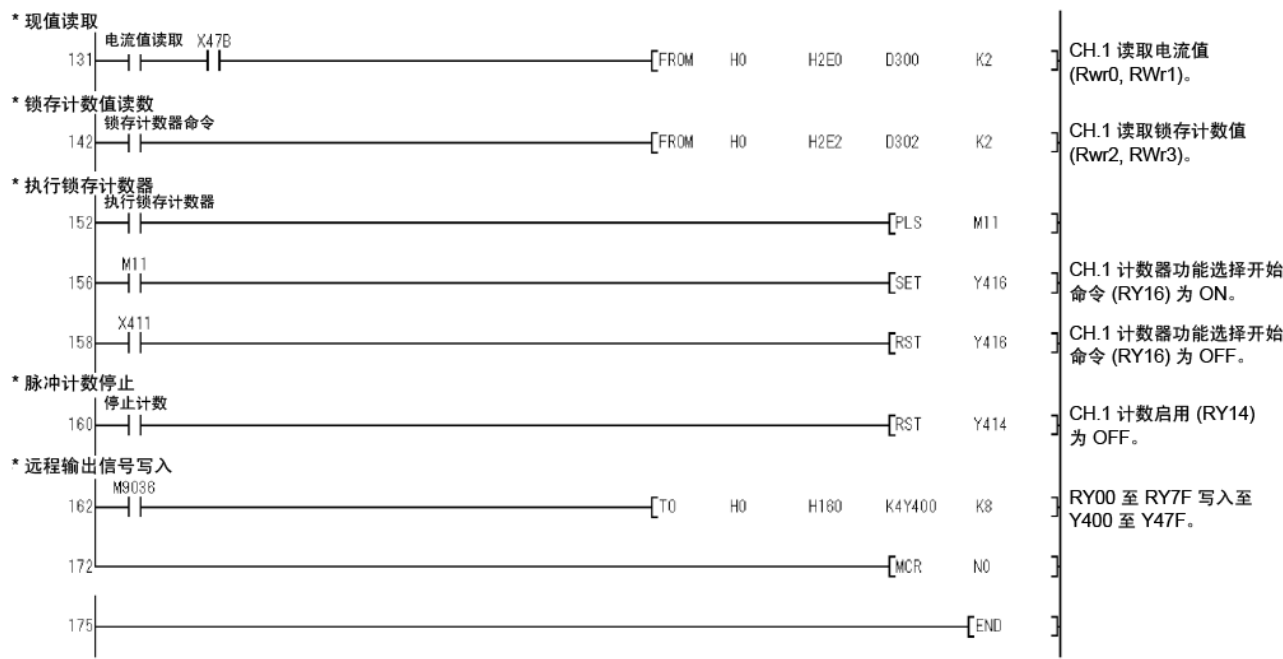 * 现值读取
电流值读取 X47B
131 FROM H0 H2E0 D300 K2
CH.1 读取电流值
(Rwr0, RWr1)。
* 锁存计数值读数
锁存计数器命令
142 FROM H0 H2E2 D302 K2
CH.1 读取锁存计数值
(Rwr2, RWr3)。
* 执行锁存计数器
执行锁存计数器
152 PLS M11
M11
156 SET Y416
CH.1 计数器功能选择开始
命令 (RY16) 为 ON。
X411
158 RST Y416
CH.1 计数器功能选择开始
命令 (RY16) 为 OFF。
* 脉冲计数停止
停止计数
160 RST Y414
CH.1 计数启用 (RY14)
为 OFF。
* 远程输出信号写入
M9036
162 TO H0 H160 K4Y400 K8
RY00 至 RY7F 写入至
Y400 至 Y47F。
172 MCR N0
175 END